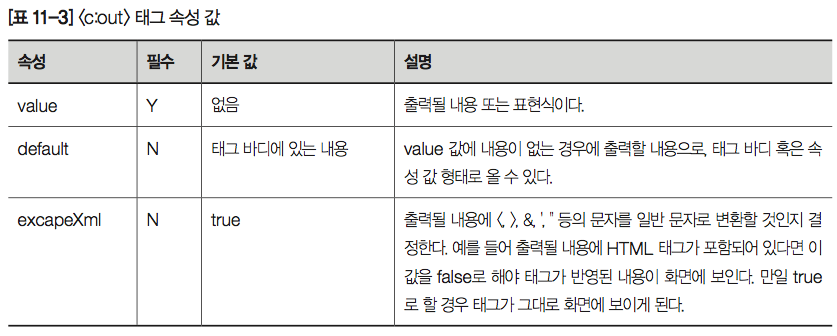 [표 11-3] <c:out> 태그 속성 값
속성 필수 기본 값 설명
value Y 없음 출력될 내용 또는 표현식이다.
default N 태그 바디에 있는 내용 value 값에 내용이 없는 경우에 출력할 내용으로, 태그 바디 혹은 속
성 값 형태로 올 수 있다.
excapeXml N true 출력될 내용에 <, >, &, ', " 등의 문자를 일반 문자로 변환할 것인지 결
정한다. 예를 들어 출력될 내용에 HTML 태그가 포함되어 있다면 이
값을 false로 해야 태그가 반영된 내용이 화면에 보인다. 만일 true
로 할 경우 태그가 그대로 화면에 보이게 된다.